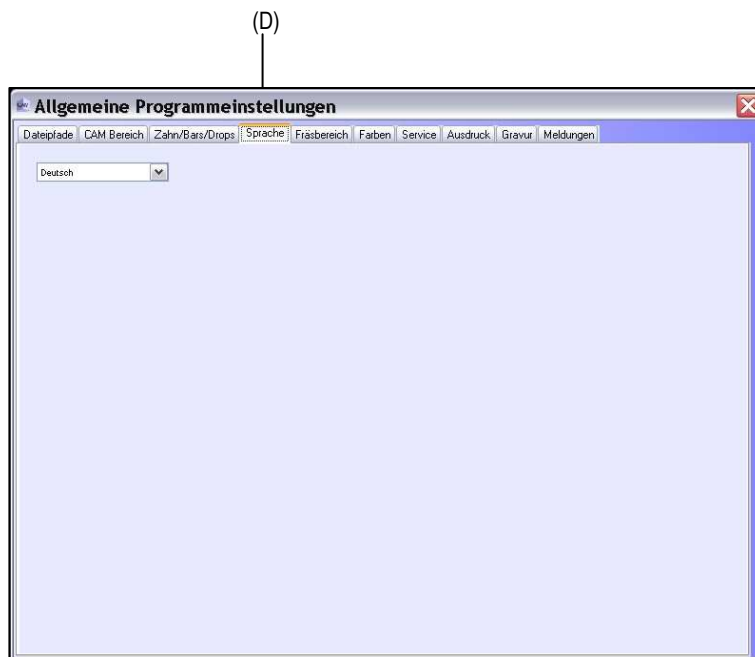 (D)
Allgemeine Programmeinstellungen
Dateipfade CAM Bereich Zahn/Bars/Drops Sprache Fräsbereich Farben Service Ausdruck Gravur Meldungen
Deutsch